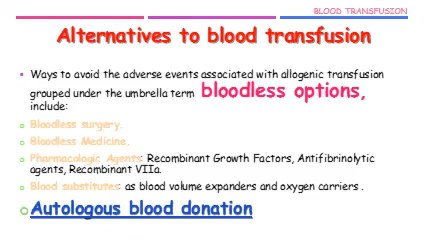 BLOOD TRANSFUSION
Alternatives to blood transfusion
▪ Ways to avoid the adverse events associated with allogenic transfusion
grouped under the umbrella term bloodless options,
include:
o Bloodless surgery.
o Bloodless Medicine.
o Pharmacologic Agents: Recombinant Growth Factors, Antifibrinolytic
agents, Recombinant VIIa.
o Blood substitutes: as blood volume expanders and oxygen carriers .
o Autologous blood donation